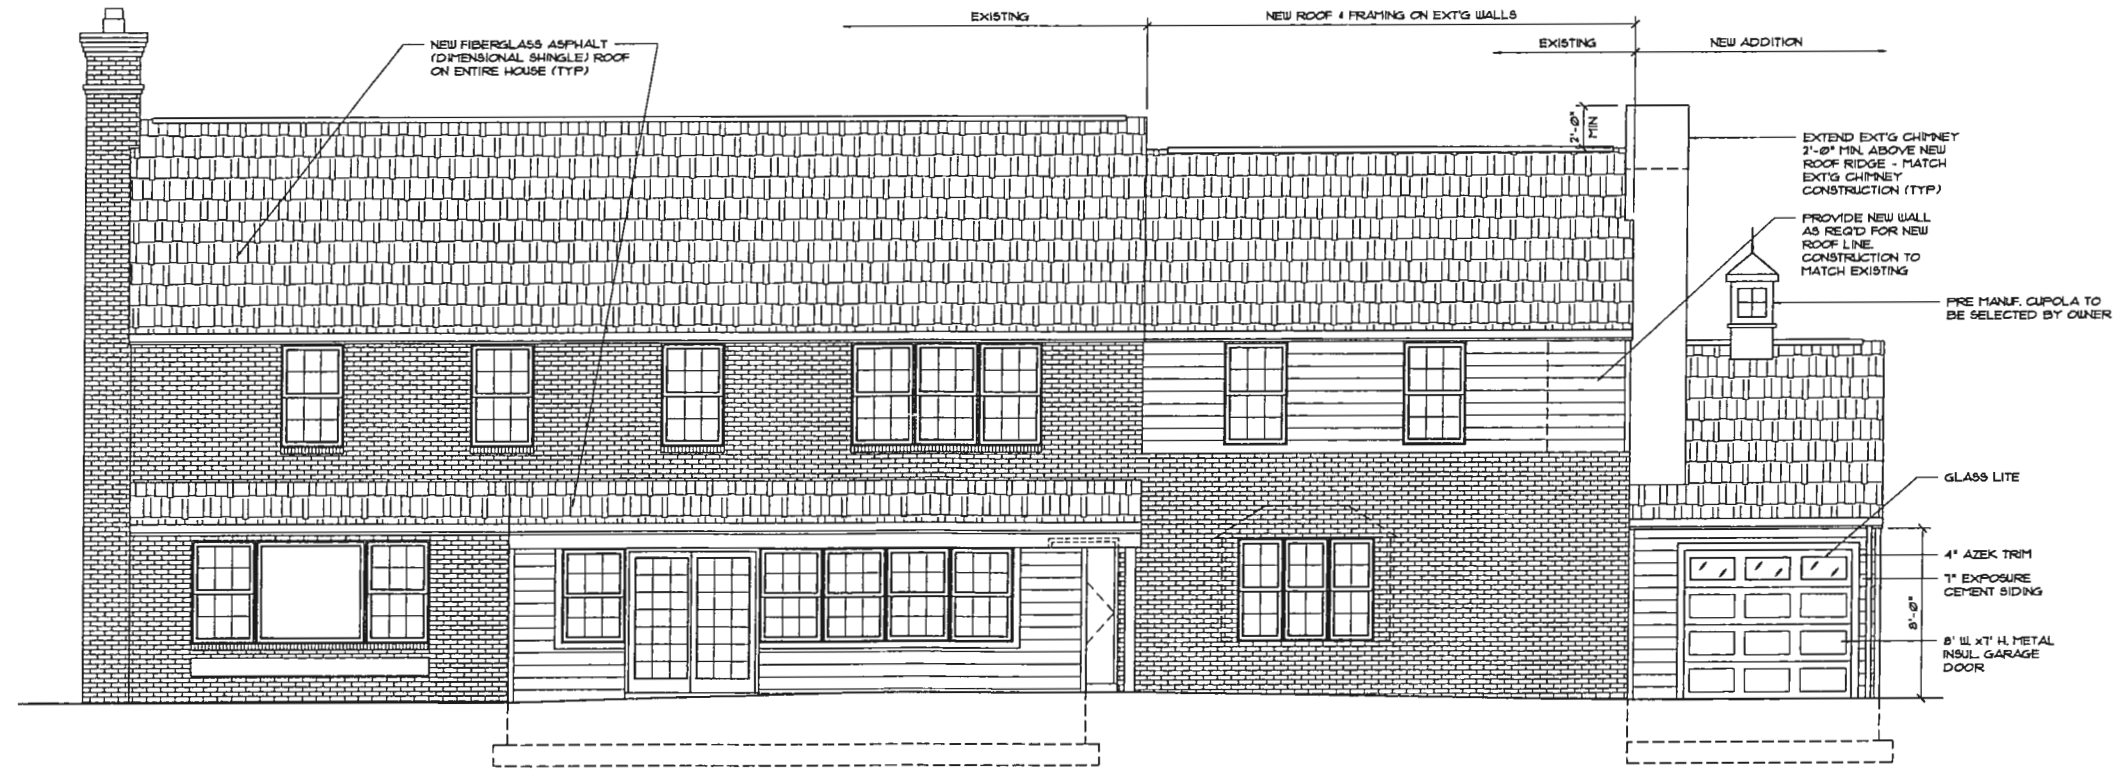 EXISTING
NEW ROOF & FRAMING ON EXT'G WALLS
EXISTING
NEW ADDITION
NEW FIBERGLASS ASPHALT
(DIMENSIONAL SHINGLE) ROOF
ON ENTIRE HOUSE (TYP)
2'-0"
MIN
EXTEND EXT'G CHIMNEY
2'-0" MIN. ABOVE NEW
ROOF RIDGE - MATCH
EXT'G CHIMNEY
CONSTRUCTION (TYP)
PROVIDE NEW WALL
AS REQ'D FOR NEW
ROOF LINE.
CONSTRUCTION TO
MATCH EXISTING
PRE MANUF. CUPOLA TO
BE SELECTED BY OWNER
GLASS LITE
4" AZEK TRIM
7" EXPOSURE
CEMENT SIDING
8'-0"
8' W. x7' H. METAL
INSUL. GARAGE
DOOR